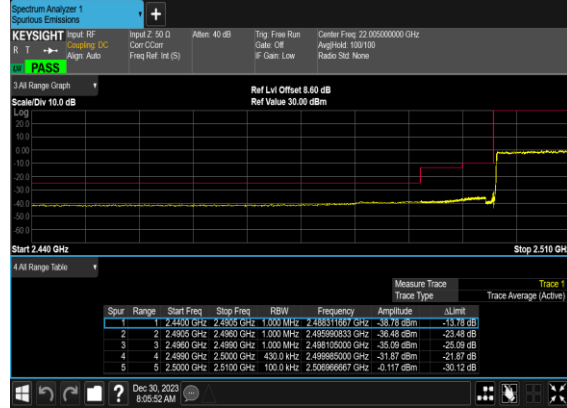 Spectrum Analyzer 1
Spurious Emissions
+
KEYSIGHT Input: RF Input Z: 50 Ω Atten: 40 dB Trig: Free Run Center Freq: 22.005000000 GHz
R T Coupling: DC Corr CCorr Gate: Off Avg|Hold: 100/100
Align: Auto Freq Ref: Int (S) IF Gain: Low Radio Std: None
LW PASS
3 All Range Graph
Ref Lvl Offset 8.60 dB
Scale/Div 10.0 dB Ref Value 30.00 dBm
Log
20.0
10.0
0.00
-10.0
-20.0
-30.0
-40.0
-50.0
-60.0
Start 2.440 GHz Stop 2.510 GH
4 All Range Table
Measure Trace Trace 1
Trace Type Trace Average (Active)
Spur Range Start Freq Stop Freq RBW Frequency Amplitude ΔLimit
1 1 2.4400 GHz 2.4905 GHz 1.000 MHz 2.488311667 GHz -38.78 dBm -13.78 dB
2 2 2.4905 GHz 2.4960 GHz 1.000 MHz 2.495990833 GHz -36.48 dBm -23.48 dB
3 3 2.4960 GHz 2.4990 GHz 1.000 MHz 2.498105000 GHz -35.09 dBm -25.09 dB
4 4 2.4990 GHz 2.5000 GHz 430.0 kHz 2.499985000 GHz -31.87 dBm -21.87 dB
5 5 2.5000 GHz 2.5100 GHz 100.0 kHz 2.506966667 GHz -0.117 dBm -30.12 dB
? Dec 30, 2023
8:05:52 AM